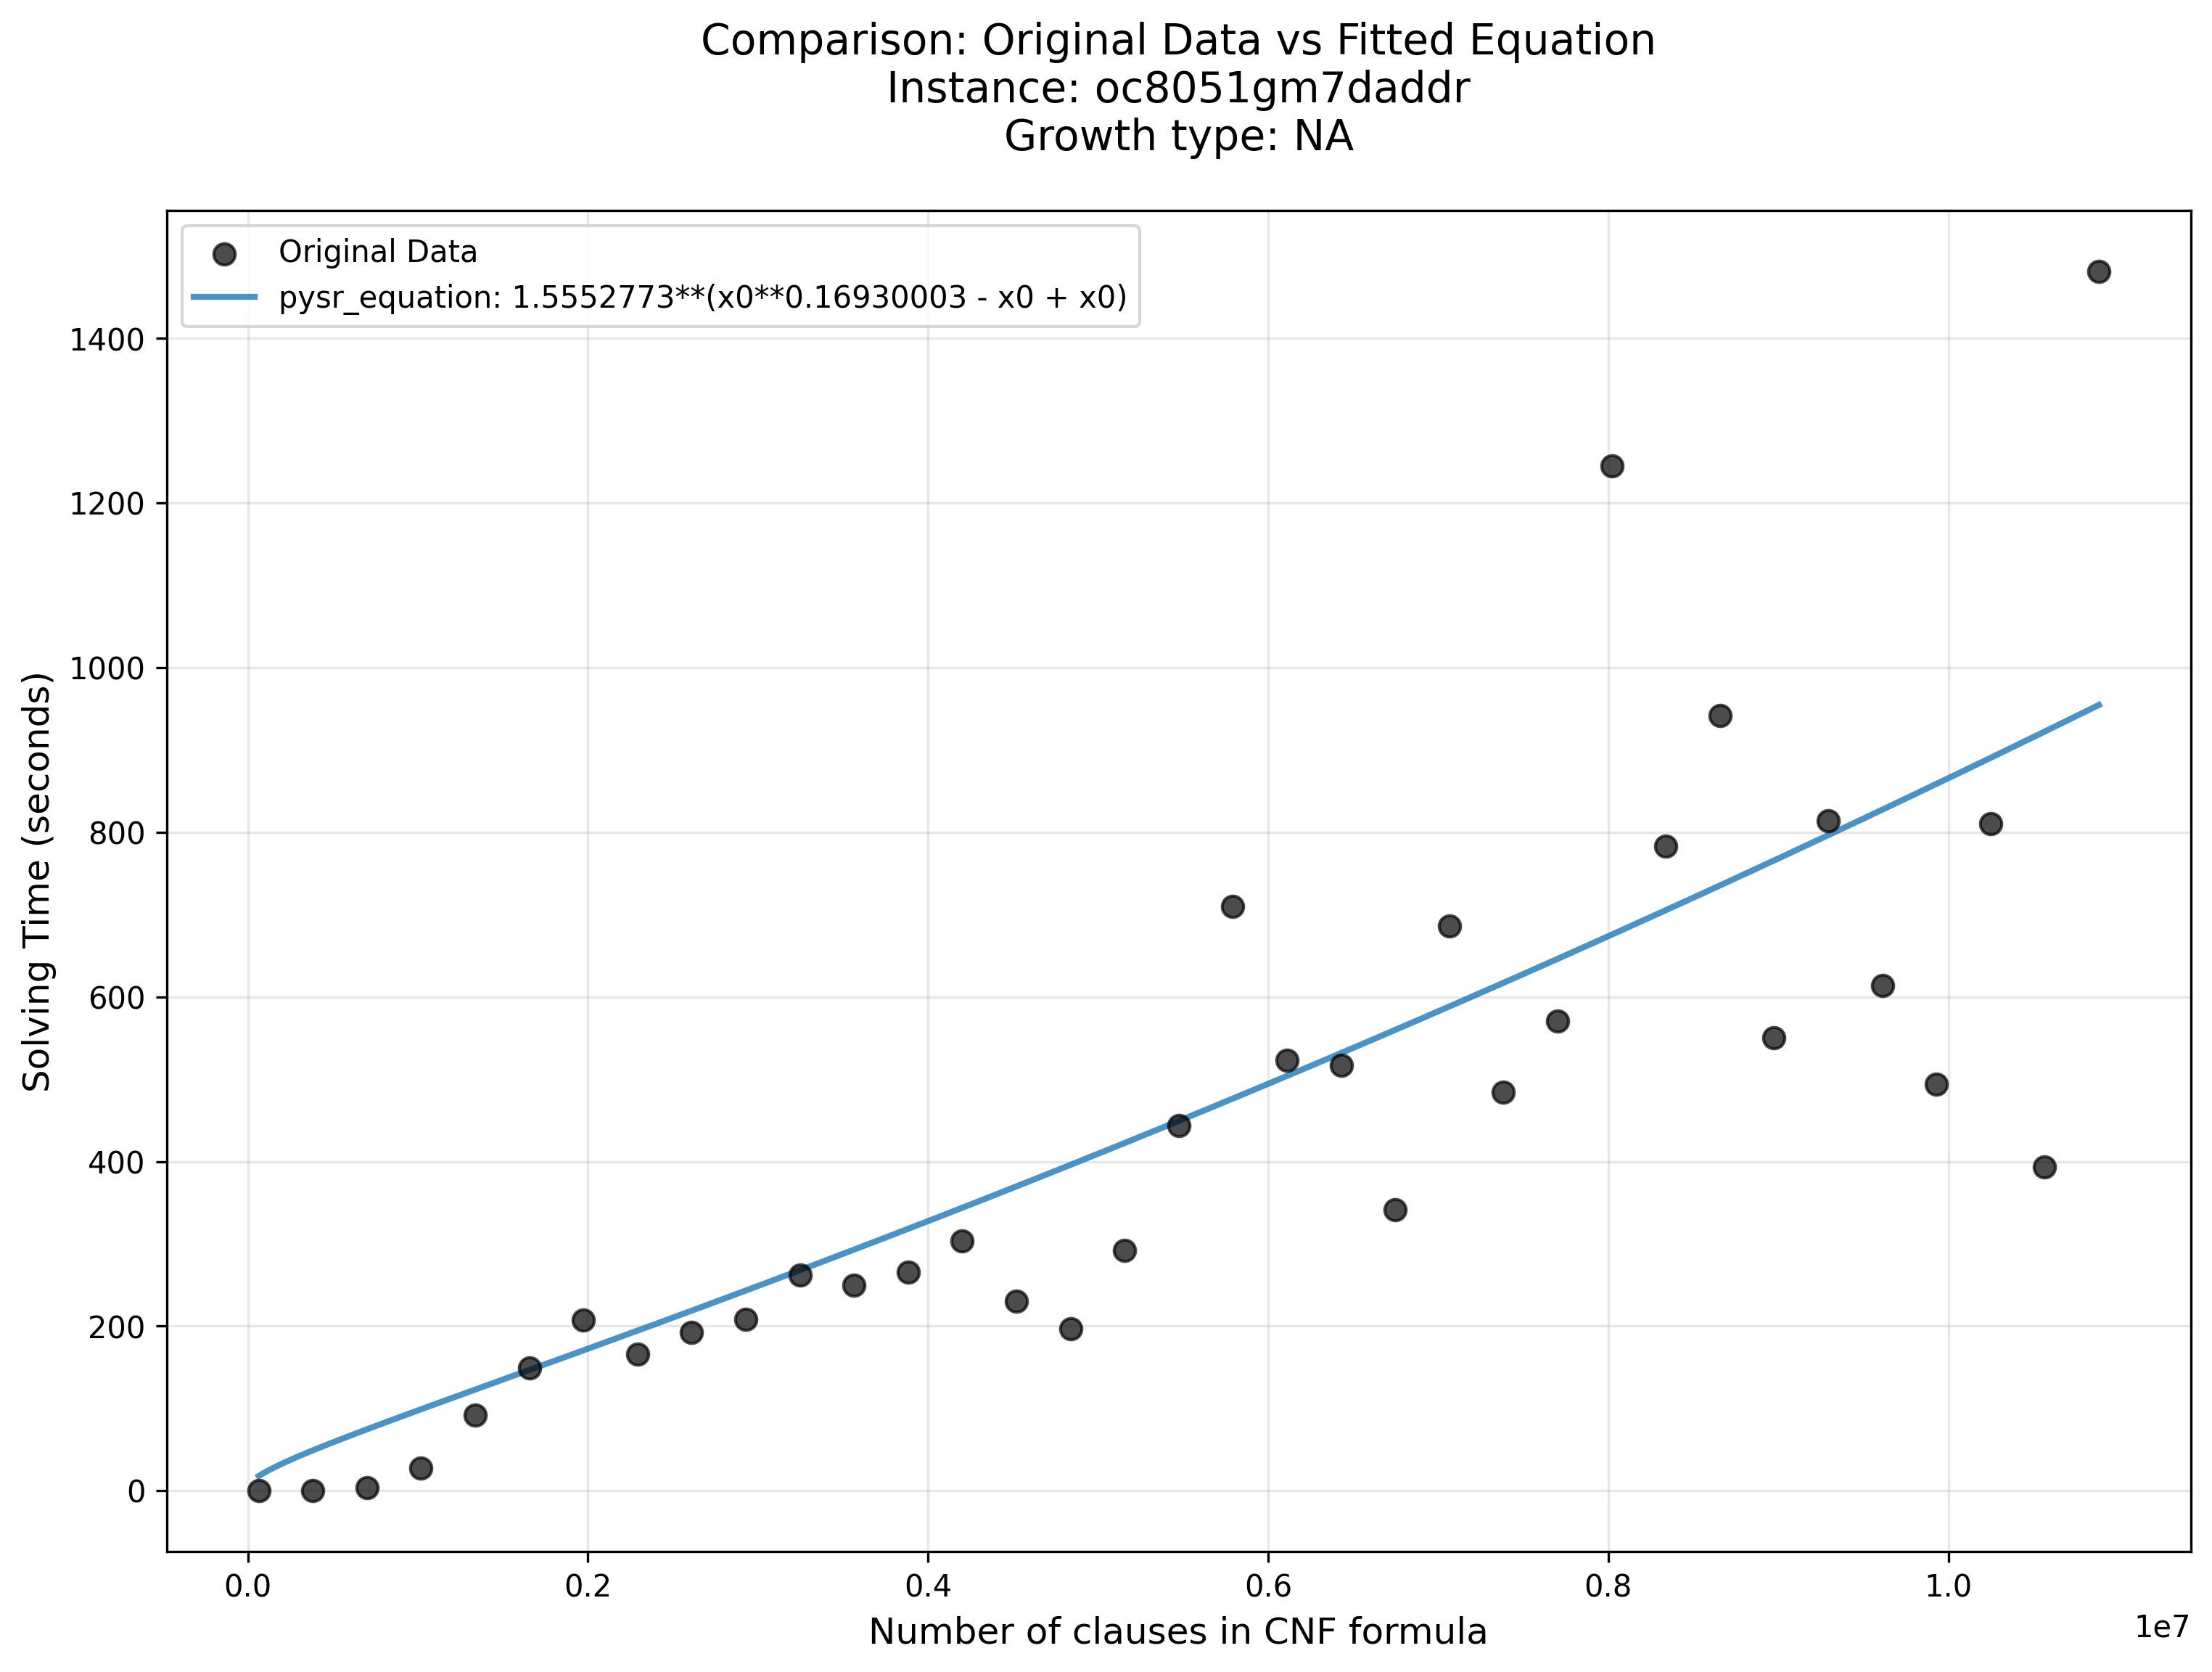 Comparison: Original Data vs Fitted Equation
Instance: oc8051gm7daddr
Growth type: NA
Original Data
pysr_equation: 1.5552773**(x0**0.16930003 - x0 + x0)
Solving Time (seconds)
1400
1200
1000
800
600
400
200
0
0.0 0.2 0.4 0.6 0.8 1.0
1e7
Number of clauses in CNF formula